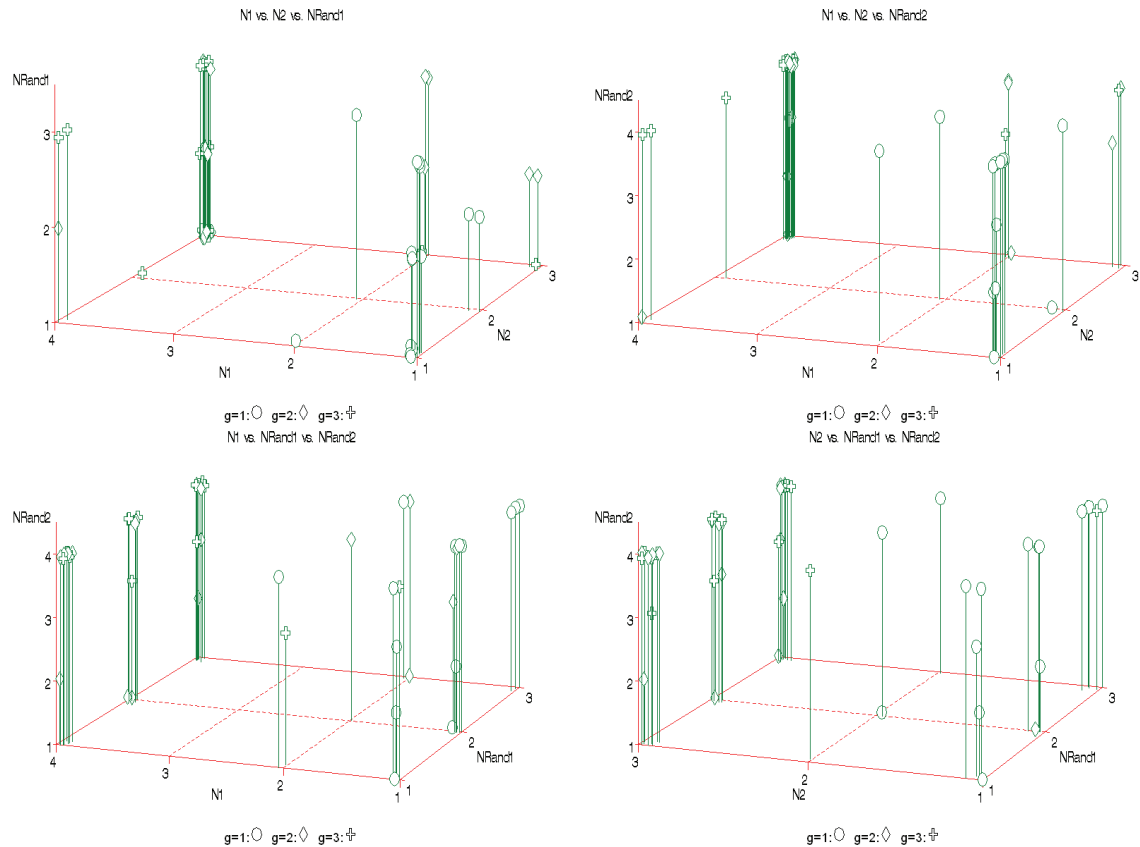 N1 vs. N2 vs. NRand1
NRand1
3
2
1
4
3
2
1
N1
1
2
3
N2
g=1: g=2: g=3:
N1 vs. N2 vs. NRand2
NRand2
4
3
2
1
4
3
2
1
N1
1
2
3
N2
g=1: g=2: g=3:
N1 vs. NRand1 vs. NRand2
NRand2
4
3
2
1
4
3
2
1
N1
1
2
3
NRand1
g=1: g=2: g=3:
N2 vs. NRand1 vs. NRand2
NRand2
4
3
2
1
3
2
1
N2
1
2
3
NRand1
g=1: g=2: g=3: